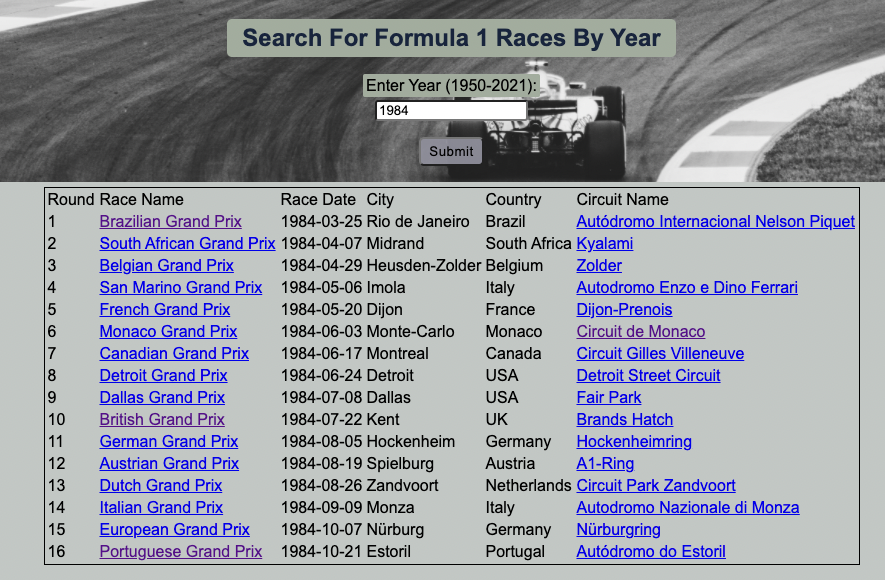 Search For Formula 1 Races By Year
Enter Year (1950-2021):
1984
Submit
Round Race Name Race Date City Country Circuit Name
1 Brazilian Grand Prix 1984-03-25 Rio de Janeiro Brazil Autódromo Internacional Nelson Piquet
2 South African Grand Prix 1984-04-07 Midrand South Africa Kyalami
3 Belgian Grand Prix 1984-04-29 Heusden-Zolder Belgium Zolder
4 San Marino Grand Prix 1984-05-06 Imola Italy Autodromo Enzo e Dino Ferrari
5 French Grand Prix 1984-05-20 Dijon France Dijon-Prenois
6 Monaco Grand Prix 1984-06-03 Monte-Carlo Monaco Circuit de Monaco
7 Canadian Grand Prix 1984-06-17 Montreal Canada Circuit Gilles Villeneuve
8 Detroit Grand Prix 1984-06-24 Detroit USA Detroit Street Circuit
9 Dallas Grand Prix 1984-07-08 Dallas USA Fair Park
10 British Grand Prix 1984-07-22 Kent UK Brands Hatch
11 German Grand Prix 1984-08-05 Hockenheim Germany Hockenheimring
12 Austrian Grand Prix 1984-08-19 Spielburg Austria A1-Ring
13 Dutch Grand Prix 1984-08-26 Zandvoort Netherlands Circuit Park Zandvoort
14 Italian Grand Prix 1984-09-09 Monza Italy Autodromo Nazionale di Monza
15 European Grand Prix 1984-10-07 Nürburg Germany Nürburgring
16 Portuguese Grand Prix 1984-10-21 Estoril Portugal Autódromo do Estoril